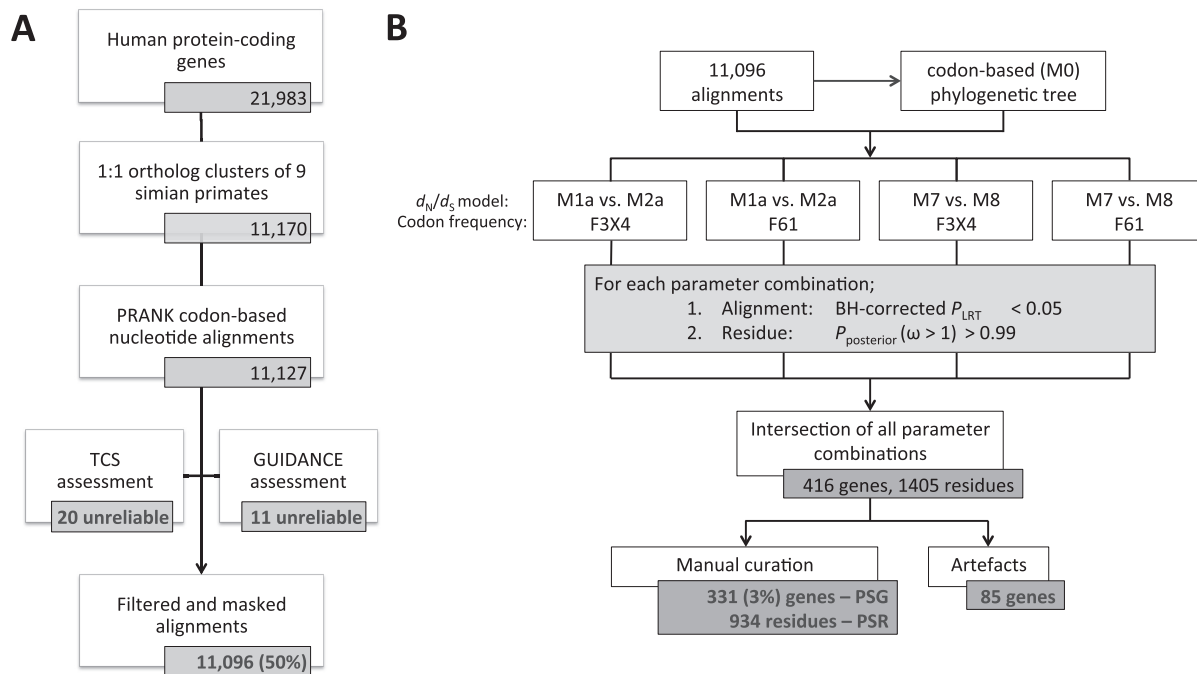 A
Human protein-coding
genes
21,983
1:1 ortholog clusters of 9
simian primates
11,170
PRANK codon-based
nucleotide alignments
11,127
TCS
assessment
20 unreliable
GUIDANCE
assessment
11 unreliable
Filtered and masked
alignments
11,096 (50%)
B
11,096
alignments
codon-based (M0)
phylogenetic tree
dN/dS model:
Codon frequency:
M1a vs. M2a
F3X4
M1a vs. M2a
F61
M7 vs. M8
F3X4
M7 vs. M8
F61
For each parameter combination;
1. Alignment: BH-corrected PLRT < 0.05
2. Residue: Pposterior (ω > 1) > 0.99
Intersection of all parameter
combinations
416 genes, 1405 residues
Manual curation
331 (3%) genes – PSG
934 residues – PSR
Artefacts
85 genes